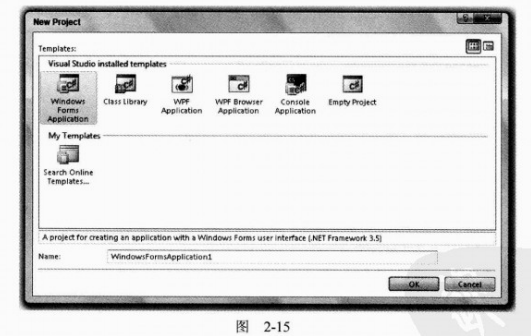 New Project
Templates:
Visual Studio installed templates
Windows Forms Application
Class Library
WPF Application
WPF Browser Application
Console Application
Empty Project
My Templates
Search Online Templates...
A project for creating an application with a Windows Forms user interface (.NET Framework 3.5)
Name:
WindowsFormsApplication1
OK
Cancel
图 2-15